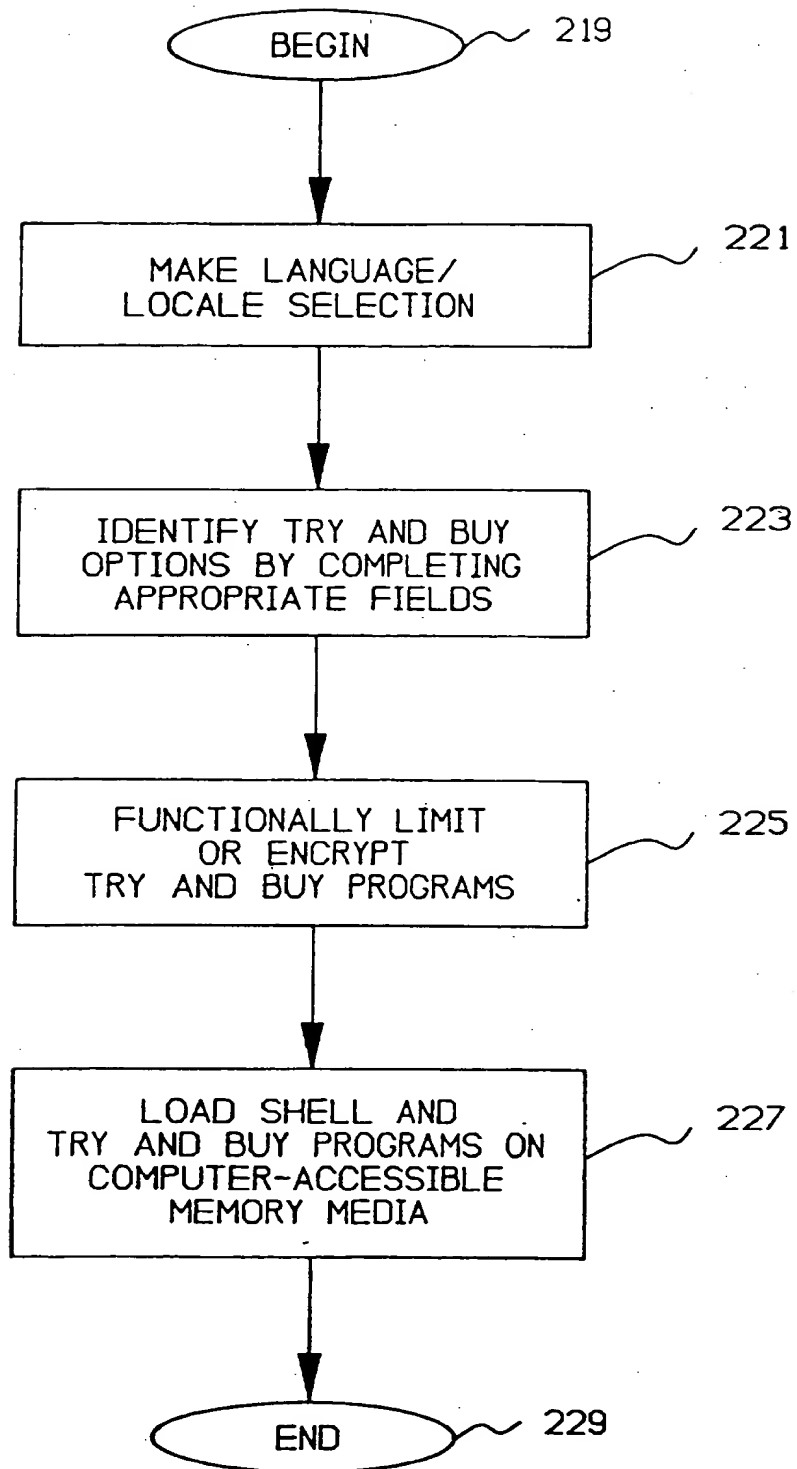 BEGIN
219
MAKE LANGUAGE/
LOCALE SELECTION
221
IDENTIFY TRY AND BUY
OPTIONS BY COMPLETING
APPROPRIATE FIELDS
223
FUNCTIONALLY LIMIT
OR ENCRYPT
TRY AND BUY PROGRAMS
225
LOAD SHELL AND
TRY AND BUY PROGRAMS ON
COMPUTER-ACCESSIBLE
MEMORY MEDIA
227
END
229